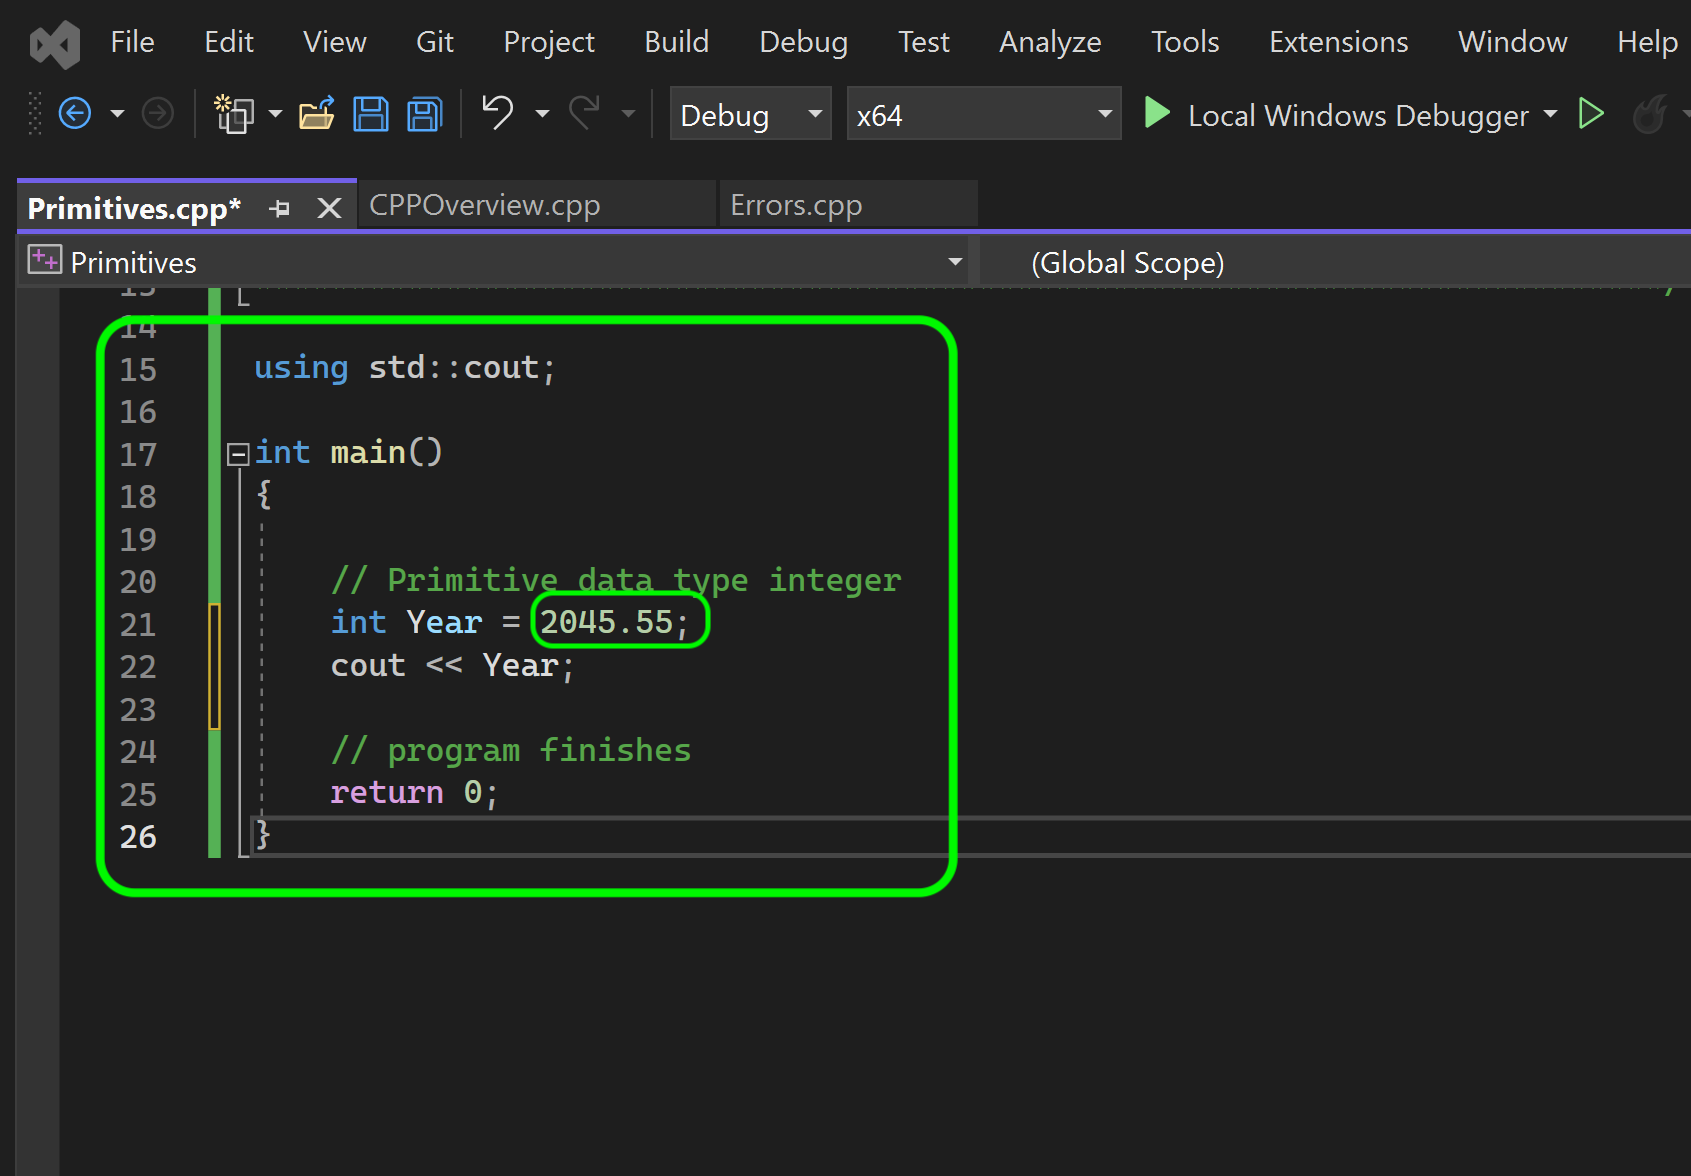 File Edit View Git Project Build Debug Test Analyze Tools Extensions Window Help
Debug x64 Local Windows Debugger
Primitives.cpp* CPPOverview.cpp Errors.cpp
Primitives (Global Scope)
14
15 using std::cout;
16
17 int main()
18 {
19
20 // Primitive data type integer
21 int Year = 2045.55;
22 cout << Year;
23
24 // program finishes
25 return 0;
26 }